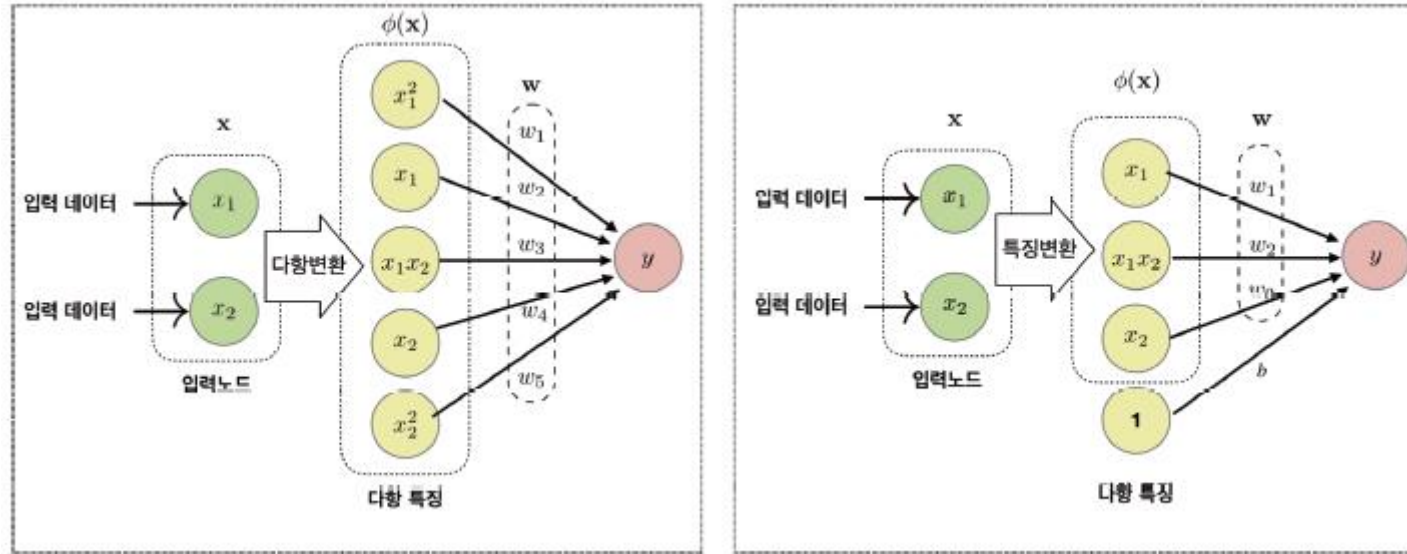 ϕ(x)
x
w
x₁²
x₁
x₁x₂
x₂
x₂²
w₁
w₂
w₃
w₄
w₅
입력 네이터
입력 데이터
x₁
x₂
다항변환
y
입력노드
다항 특징
ϕ(x)
x
w
x₁
x₁x₂
x₂
1
w₁
w₂
b
입력 데이터
입력 데이터
x₁
x₂
특징변환
y
입력노드
다항 특징